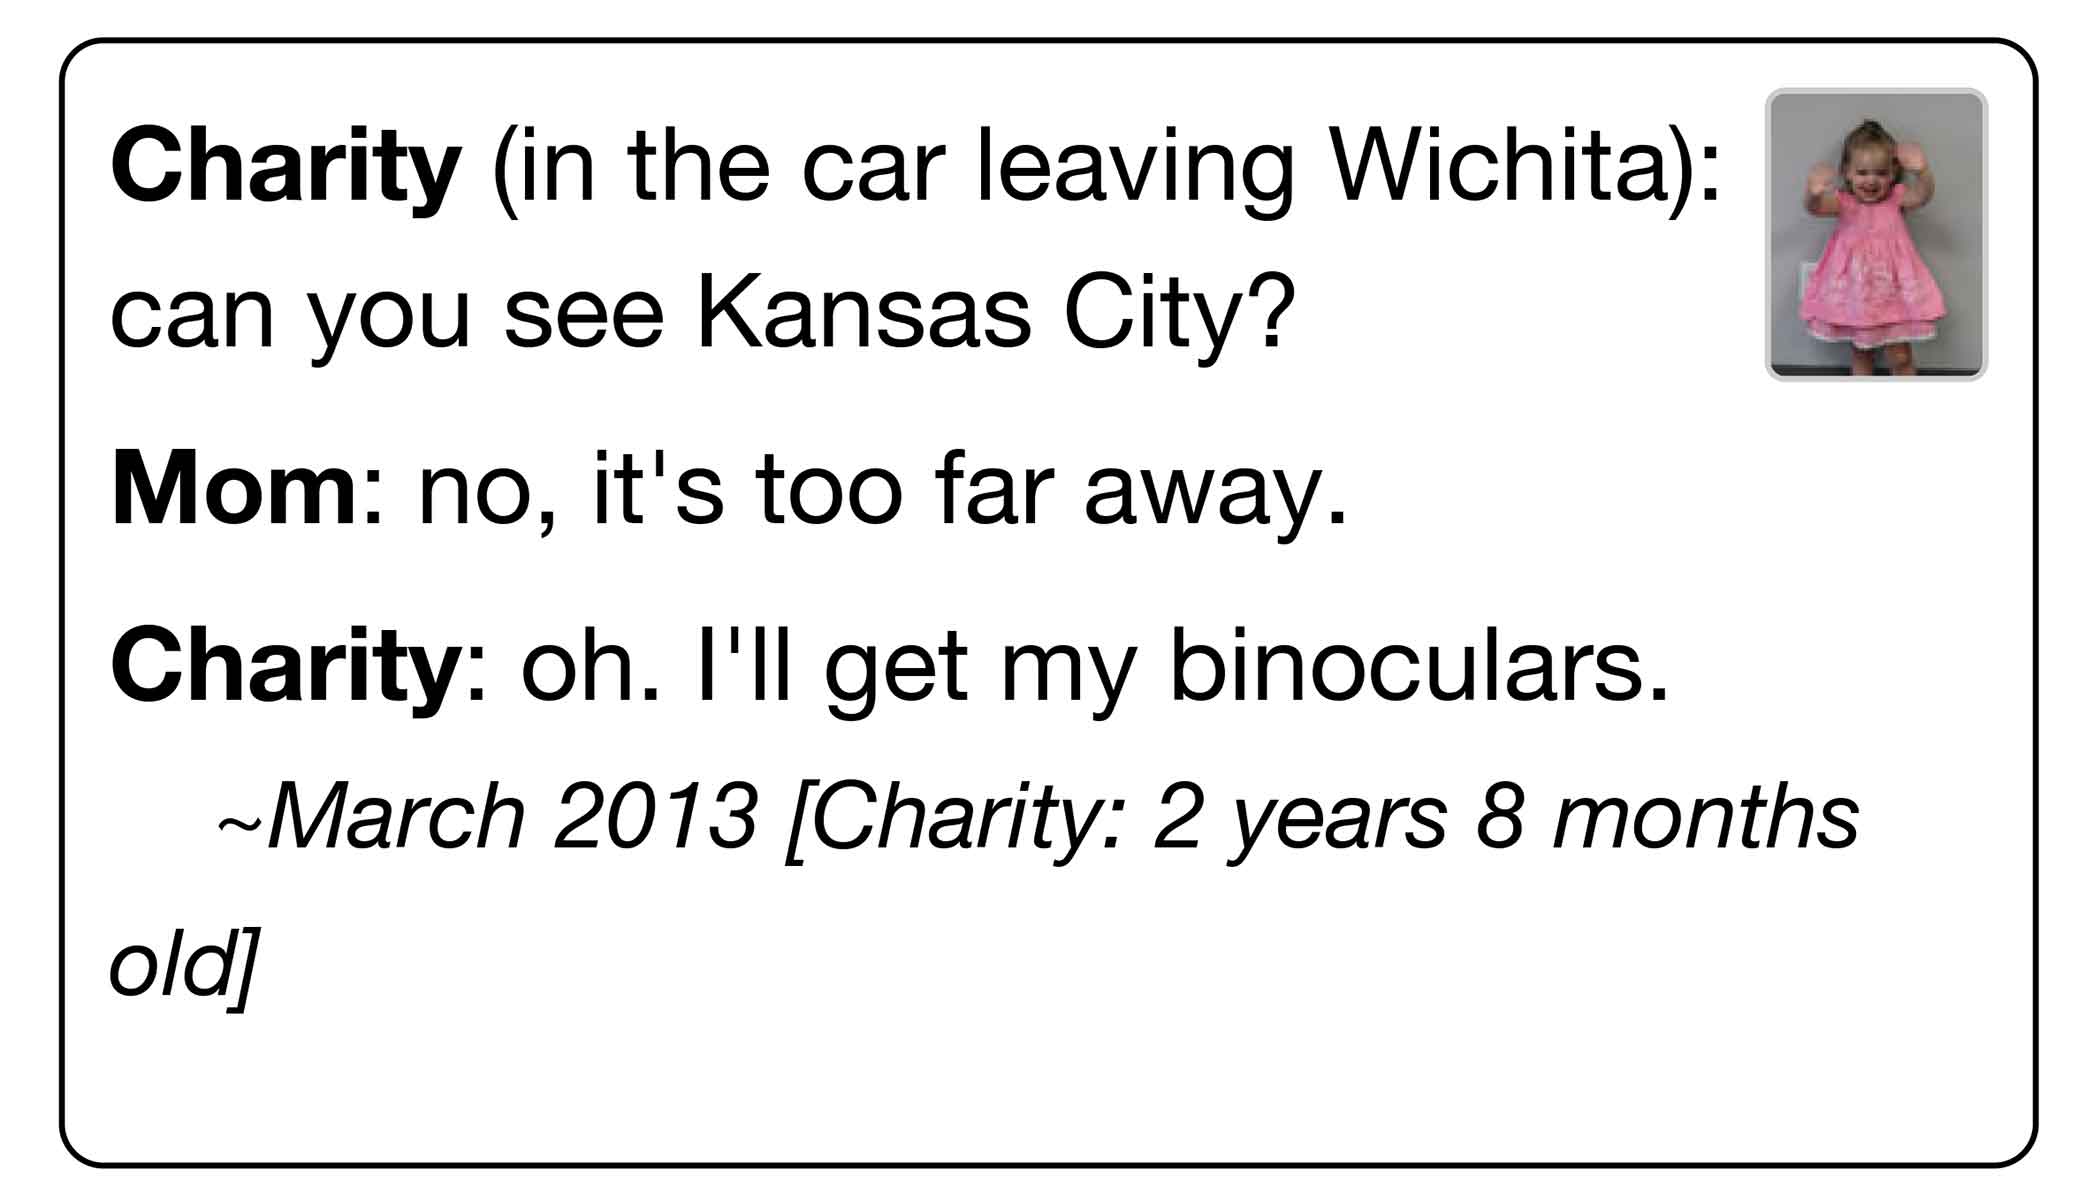 Charity (in the car leaving Wichita):
can you see Kansas City?
Mom: no, it's too far away.
Charity: oh. I'll get my binoculars.
~March 2013 [Charity: 2 years 8 months
old]